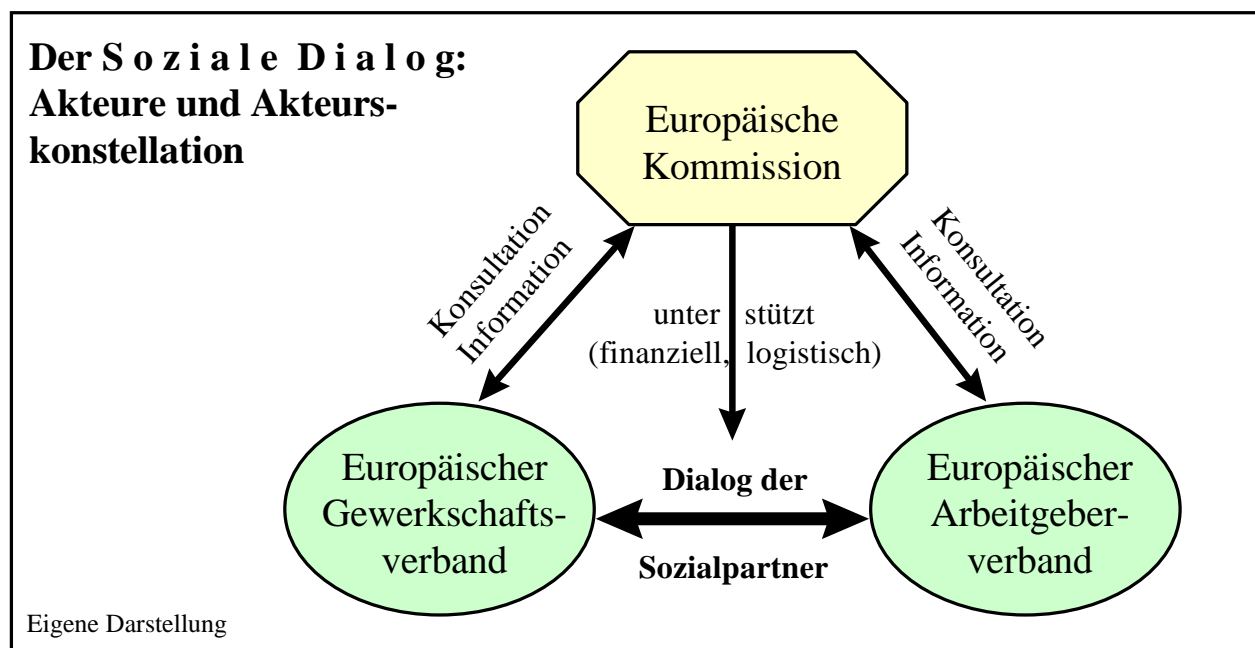 Der S o z i a l e D i a l o g:
Akteure und Akteurs-
konstellation
Europäische
Kommission
Konsultation
Information
unter stützt
(finanziell, logistisch)
Konsultation
Information
Europäischer
Gewerkschafts-
verband
Dialog der
Sozialpartner
Europäischer
Arbeitgeber-
verband
Eigene Darstellung